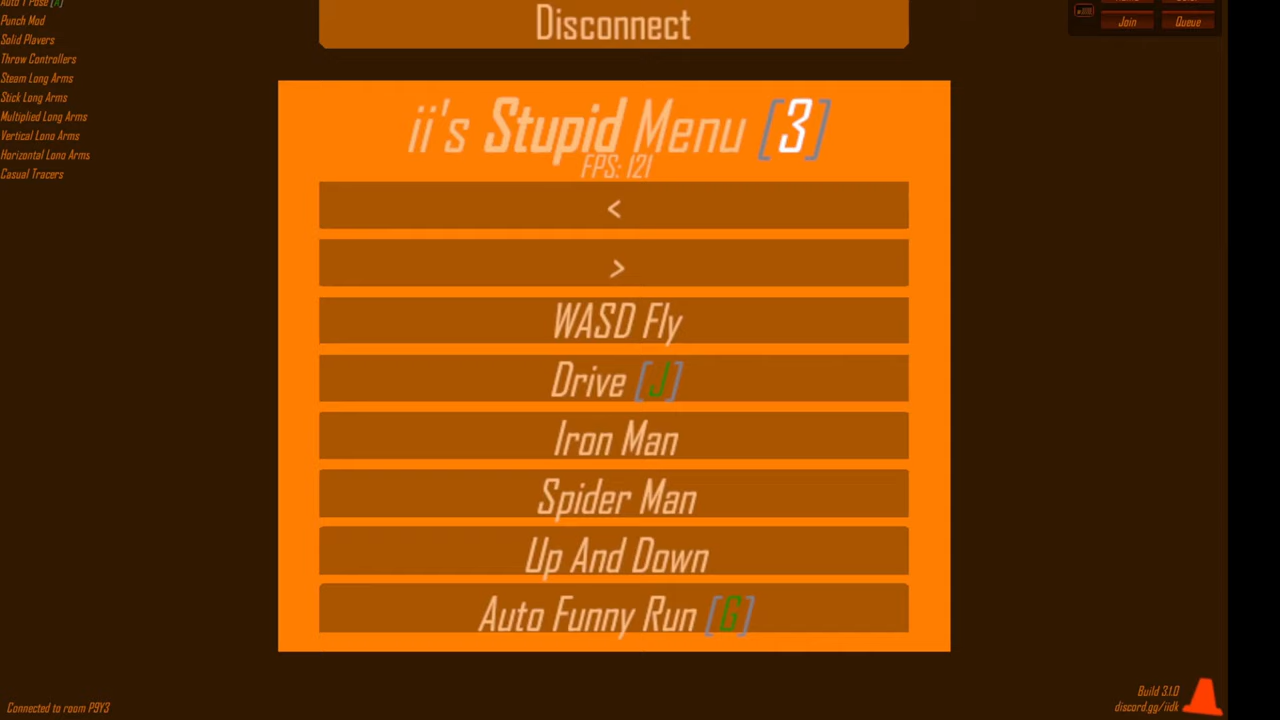 Auto T Pose [A]
Punch Mod
Solid Players
Throw Controllers
Steam Long Arms
Stick Long Arms
Multiplied Long Arms
Vertical Long Arms
Horizontal Long Arms
Casual Tracers
Disconnect
Join
Queue
ii's Stupid Menu [3]
FPS: 121
<
>
WASD Fly
Drive [J]
Iron Man
Spider Man
Up And Down
Auto Funny Run [G]
Connected to room P9Y3
Build 3.1.0
discord.gg/iidk